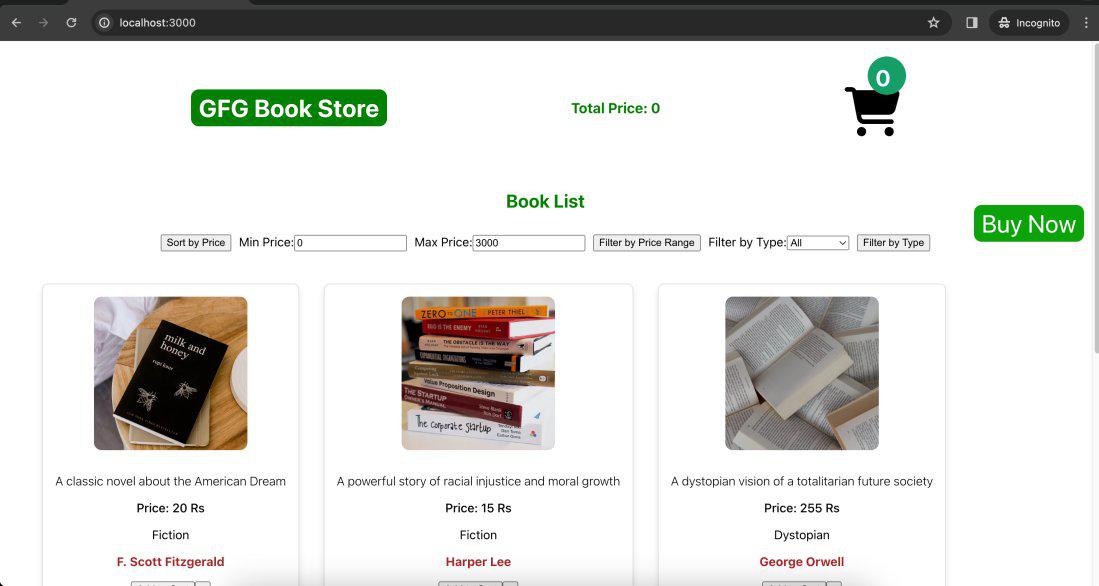 localhost:3000
Incognito
GFG Book Store
Total Price: 0
0
Book List
Buy Now
Sort by Price Min Price: 0 Max Price: 3000 Filter by Price Range Filter by Type: All Filter by Type
milk and
honey
rupi kaur
ZERO TO ONE PETER THIEL
EGO IS THE ENEMY
THE OBSTACLE IS THE WAY
EXPONENTIAL ORGANIZATIONS
Value Proposition Design
THE STARTUP
OWNER'S MANUAL
The Corporate Startup
A classic novel about the American Dream
Price: 20 Rs
Fiction
F. Scott Fitzgerald
A powerful story of racial injustice and moral growth
Price: 15 Rs
Fiction
Harper Lee
A dystopian vision of a totalitarian future society
Price: 255 Rs
Dystopian
George Orwell